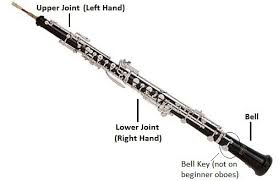 Upper Joint (Left Hand)
Lower Joint
(Right Hand)
Bell
Bell Key (not on
beginner oboes)